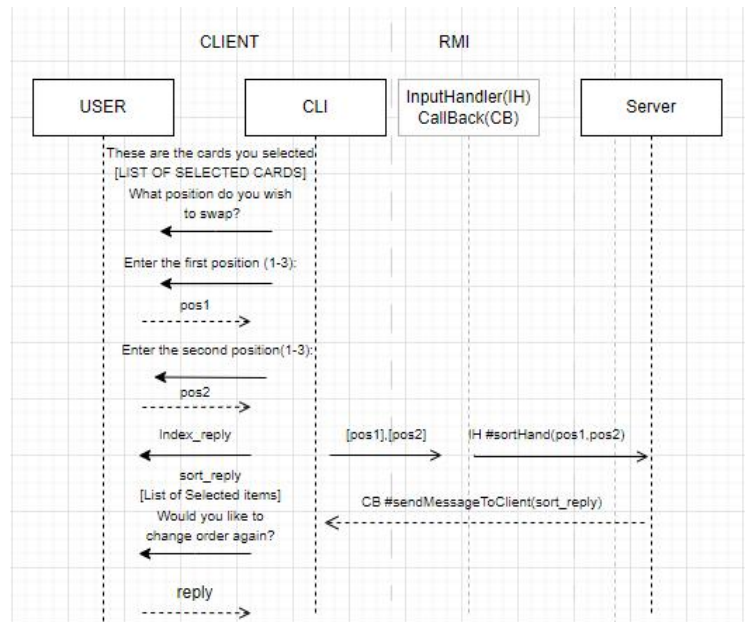 CLIENT
RMI
USER
CLI
InputHandler(IH)
CallBack(CB)
Server
These are the cards you selected
[LIST OF SELECTED CARDS]
What position do you wish
to swap?
Enter the first position (1-3):
pos1
Enter the second position(1-3):
pos2
Index_reply
[pos1],[pos2]
IH #sortHand(pos1,pos2)
sort_reply
[List of Selected items]
Would you like to
change order again?
CB #sendMessageToClient(sort_reply)
reply